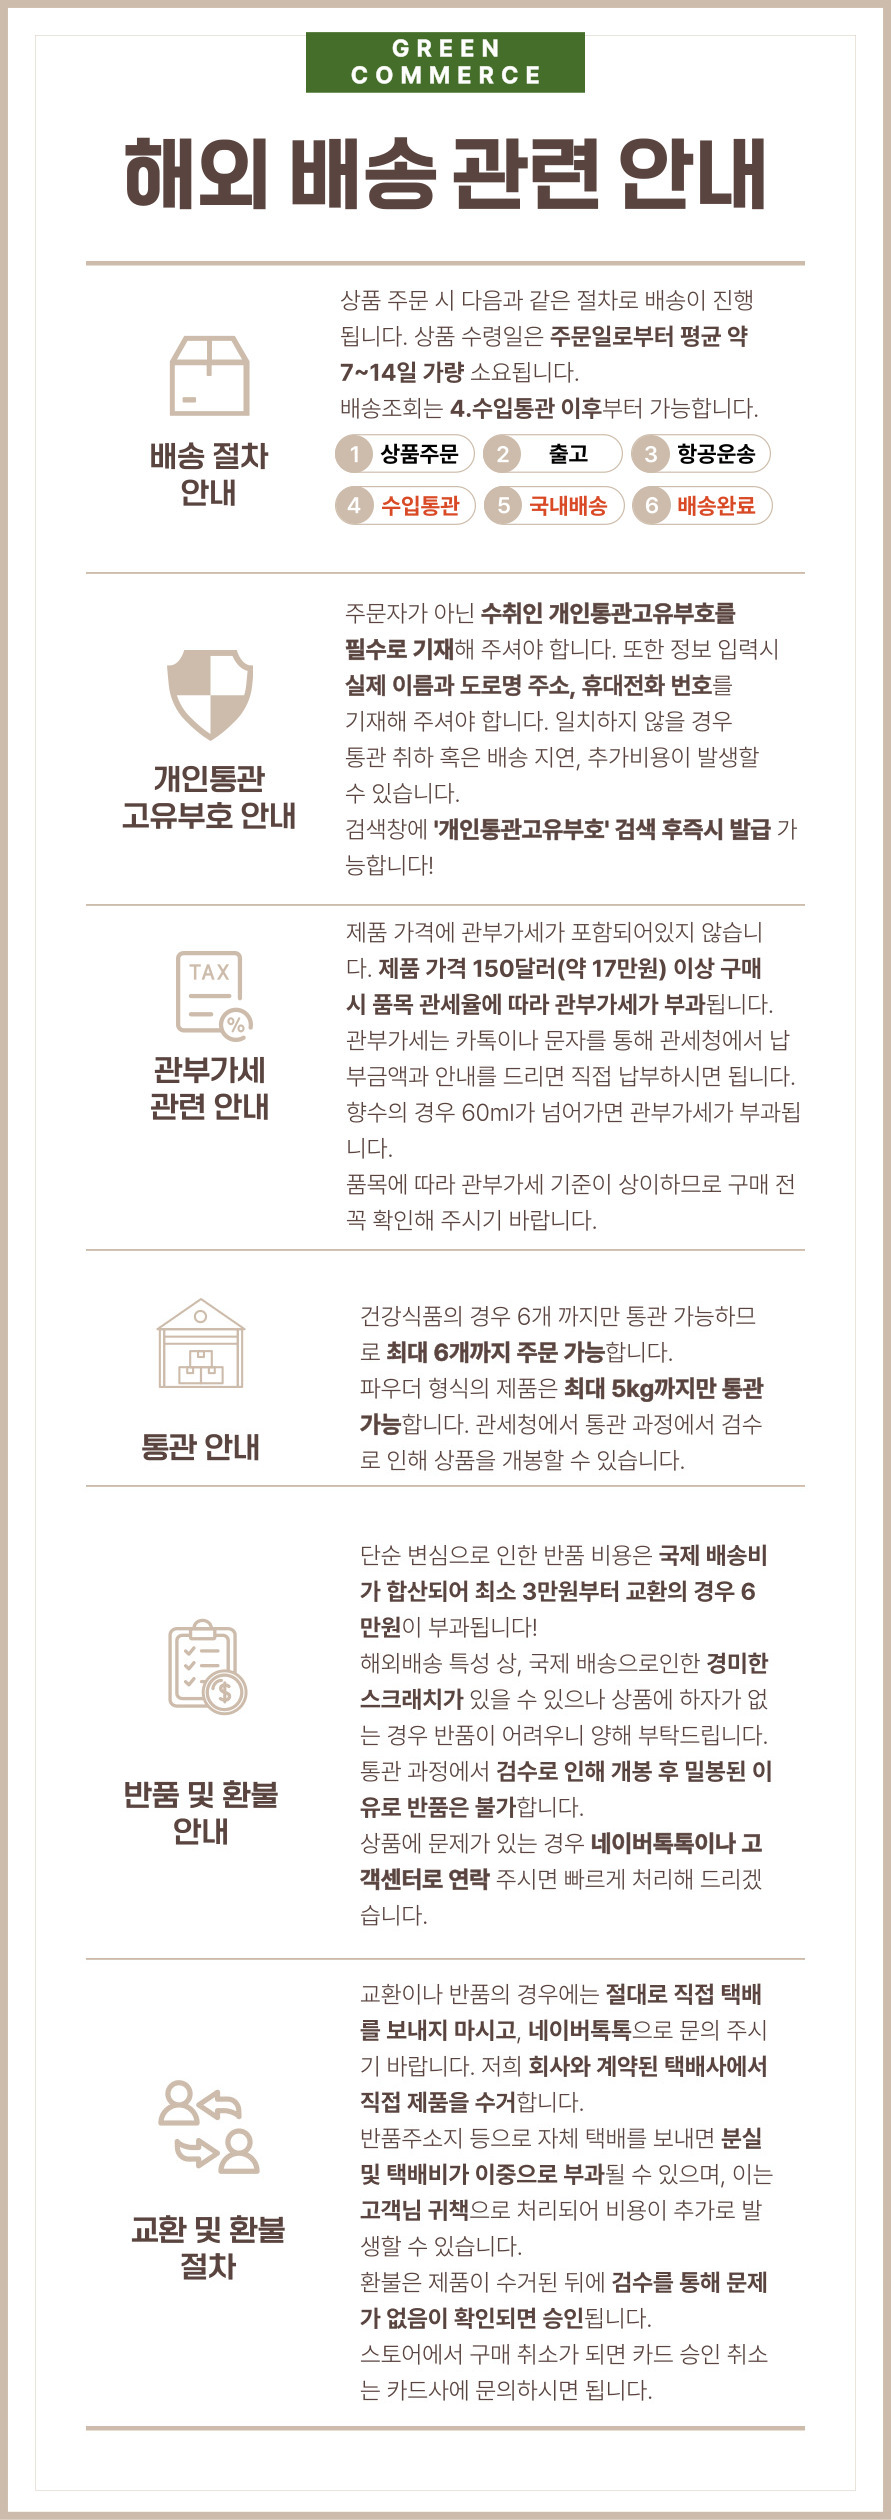 GREEN
COMMERCE
해외 배송 관련 안내
배송 절차
안내
상품 주문 시 다음과 같은 절차로 배송이 진행
됩니다. 상품 수령일은 주문일로부터 평균 약
7~14일 가량 소요됩니다.
배송조회는 4.수입통관 이후부터 가능합니다.
1 상품주문 2 출고 3 항공운송
4 수입통관 5 국내배송 6 배송완료
개인통관
고유부호 안내
주문자가 아닌 수취인 개인통관고유부호를
필수로 기재해 주셔야 합니다. 또한 정보 입력시
실제 이름과 도로명 주소, 휴대전화 번호를
기재해 주셔야 합니다. 일치하지 않을 경우
통관 취하 혹은 배송 지연, 추가비용이 발생할
수 있습니다.
검색창에 '개인통관고유부호' 검색 후즉시 발급 가
능합니다!
TAX
%
관부가세
관련 안내
제품 가격에 관부가세가 포함되어있지 않습니
다. 제품 가격 150달러(약 17만원) 이상 구매
시 품목 관세율에 따라 관부가세가 부과됩니다.
관부가세는 카톡이나 문자를 통해 관세청에서 납
부금액과 안내를 드리면 직접 납부하시면 됩니다.
향수의 경우 60ml가 넘어가면 관부가세가 부과됩
니다.
품목에 따라 관부가세 기준이 상이하므로 구매 전
꼭 확인해 주시기 바랍니다.
통관 안내
건강식품의 경우 6개 까지만 통관 가능하므
로 최대 6개까지 주문 가능합니다.
파우더 형식의 제품은 최대 5kg까지만 통관
가능합니다. 관세청에서 통관 과정에서 검수
로 인해 상품을 개봉할 수 있습니다.
$
반품 및 환불
안내
단순 변심으로 인한 반품 비용은 국제 배송비
가 합산되어 최소 3만원부터 교환의 경우 6
만원이 부과됩니다!
해외배송 특성 상, 국제 배송으로인한 경미한
스크래치가 있을 수 있으나 상품에 하자가 없
는 경우 반품이 어려우니 양해 부탁드립니다.
통관 과정에서 검수로 인해 개봉 후 밀봉된 이
유로 반품은 불가합니다.
상품에 문제가 있는 경우 네이버톡톡이나 고
객센터로 연락 주시면 빠르게 처리해 드리겠
습니다.
교환 및 환불
절차
교환이나 반품의 경우에는 절대로 직접 택배
를 보내지 마시고, 네이버톡톡으로 문의 주시
기 바랍니다. 저희 회사와 계약된 택배사에서
직접 제품을 수거합니다.
반품주소지 등으로 자체 택배를 보내면 분실
및 택배비가 이중으로 부과될 수 있으며, 이는
고객님 귀책으로 처리되어 비용이 추가로 발
생할 수 있습니다.
환불은 제품이 수거된 뒤에 검수를 통해 문제
가 없음이 확인되면 승인됩니다.
스토어에서 구매 취소가 되면 카드 승인 취소
는 카드사에 문의하시면 됩니다.